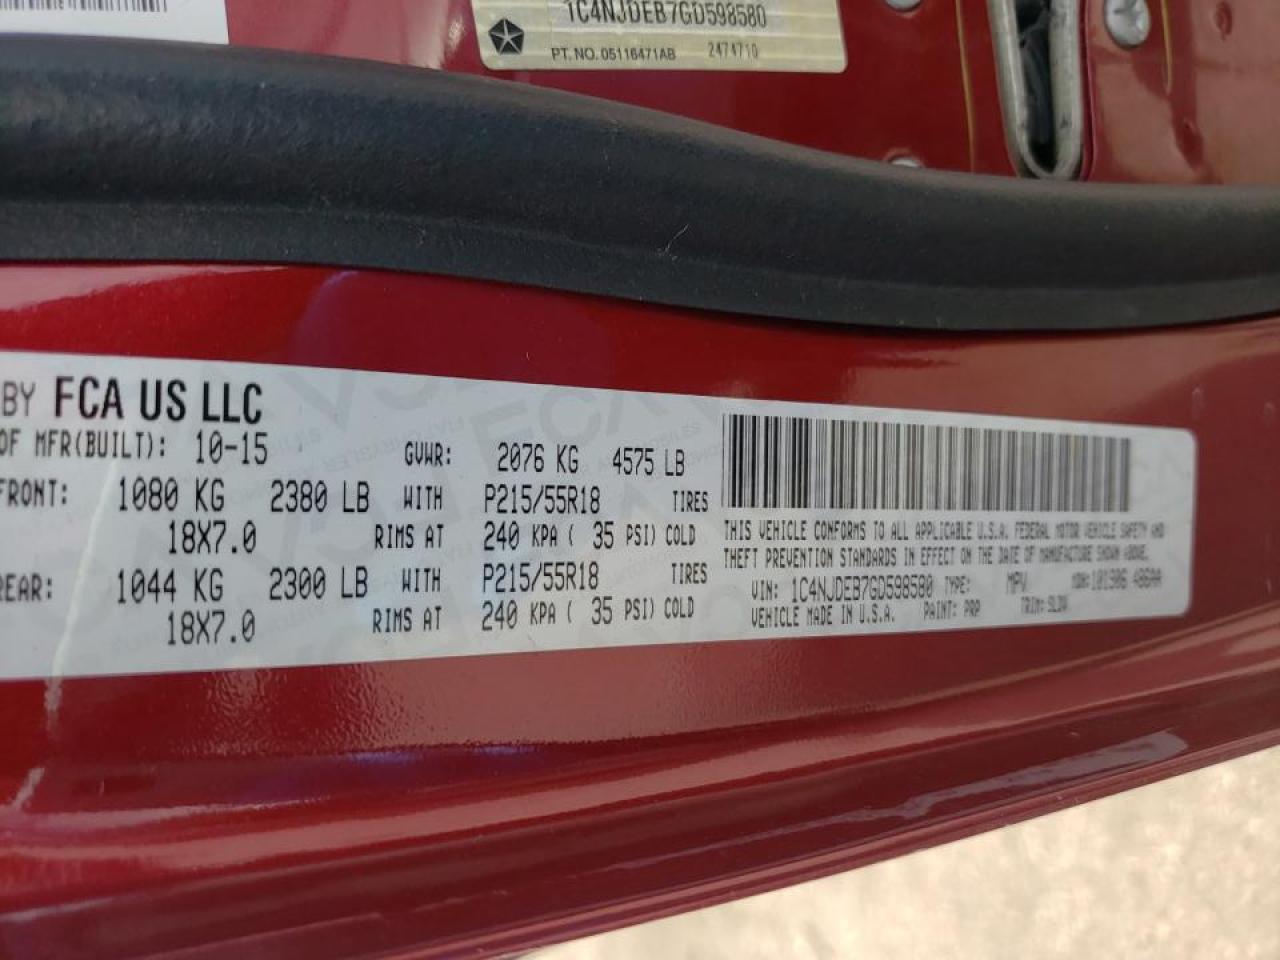 1C4NJDEB7GD598580
PT. NO. 05116471AB 2474710
BY FCA US LLC
OF MFR(BUILT): 10-15 GVWR: 2076 KG 4575 LB
FRONT: 1080 KG 2380 LB WITH P215/55R18 TIRES
18X7.0 RIMS AT 240 KPA ( 35 PSI) COLD
REAR: 1044 KG 2300 LB WITH P215/55R18 TIRES
18X7.0 RIMS AT 240 KPA ( 35 PSI) COLD
THIS VEHICLE CONFORMS TO ALL APPLICABLE U.S.A. FEDERAL MOTOR VEHICLE SAFETY AND
THEFT PREVENTION STANDARDS IN EFFECT ON THE DATE OF MANUFACTURE SHOWN ABOVE.
VIN: 1C4NJDEB7GD598580 TYPE: MPV
VEHICLE MADE IN U.S.A. PAINT: PRP TRIM: